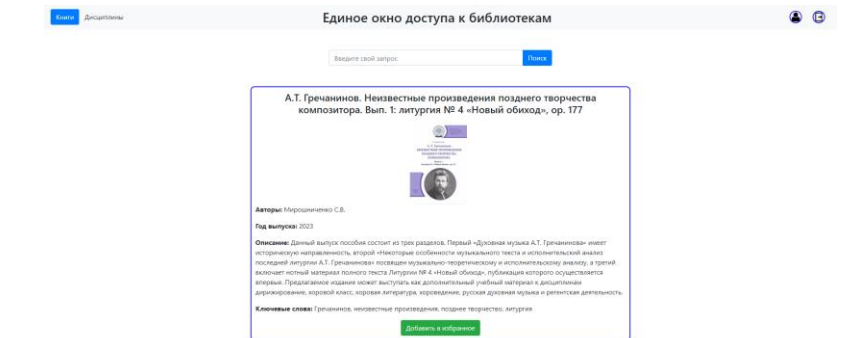 Книги Дисциплины Единое окно доступа к библиотекам
Введите свой запрос Поиск
А.Т. Гречанинов. Неизвестные произведения позднего творчества
композитора. Вып. 1: литургия № 4 «Новый обиход», ор. 177
Авторы: Мирошниченко С.В.
Год выпуска: 2023
Описание: Данный выпуск пособия состоит из трех разделов. Первый «Духовная музыка А.Т. Гречанинова» имеет
историческую направленность, второй «Некоторые особенности музыкального текста и исполнительский анализ
последней литургии А.Т. Гречанинова» посвящен музыкально-теоретическому и исполнительскому анализу, а третий
включает нотный материал полного текста Литургии № 4 «Новый обиход», публикация которого осуществляется
впервые. Предлагаемое издание может выступать как дополнительный учебный материал к дисциплинам
дирижирование, хоровой класс, хоровая литература, хороведение, русская духовная музыка и регентская деятельность.
Ключевые слова: Гречанинов, неизвестные произведения, позднее творчество, литургия
Добавить в избранное